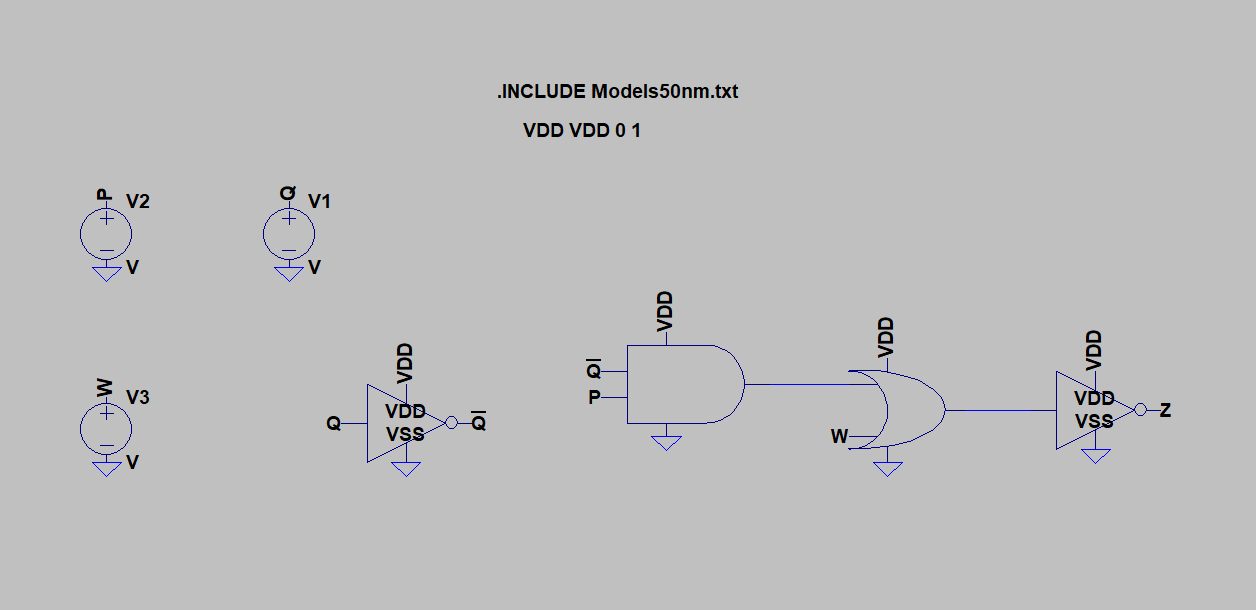 .INCLUDE Models50nm.txt
VDD VDD 0 1
P
V2
V
Q
V1
V
W
V3
V
Q
VDD
VDD
VSS
Q̅
VDD
Q̅
P
VDD
W
VDD
VDD
VSS
Z